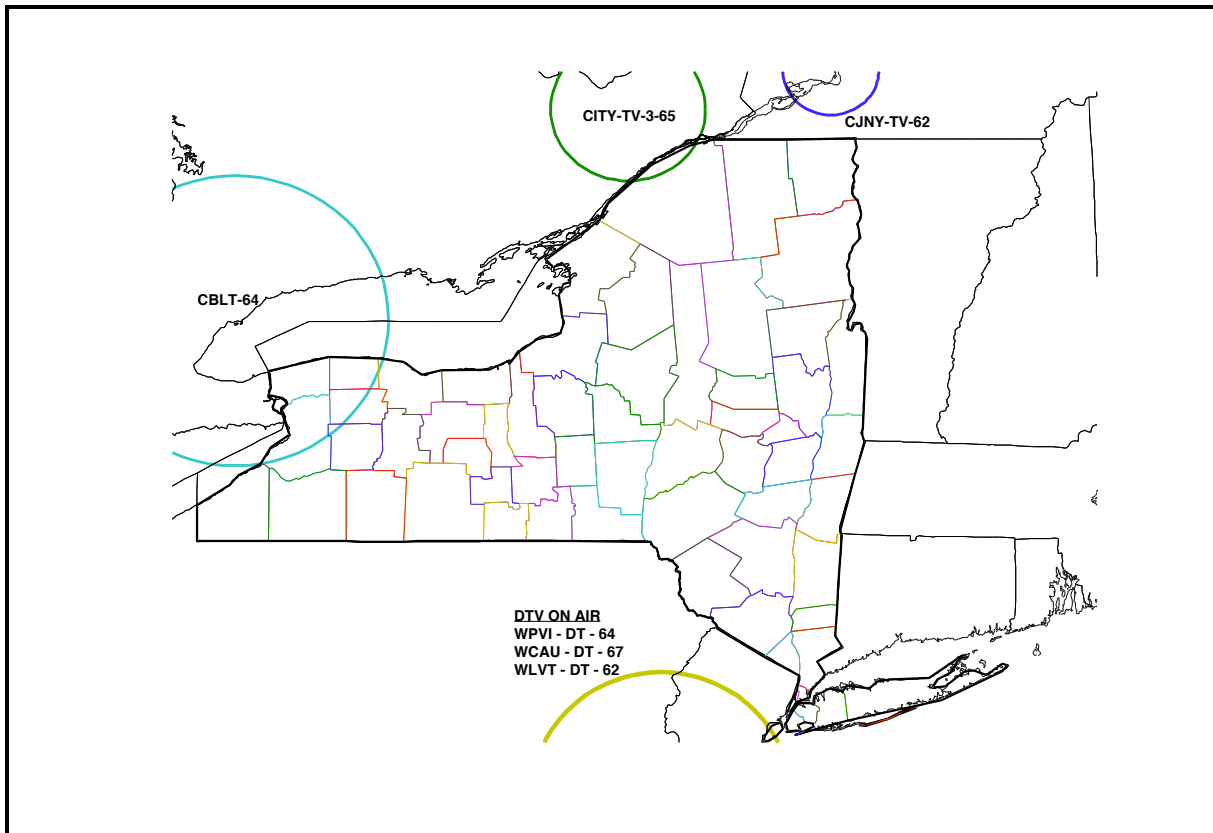 CITY-TV-3-65
CJNY-TV-62
CBLT-64
DTV ON AIR
WPVI - DT - 64
WCAU - DT - 67
WLVT - DT - 62